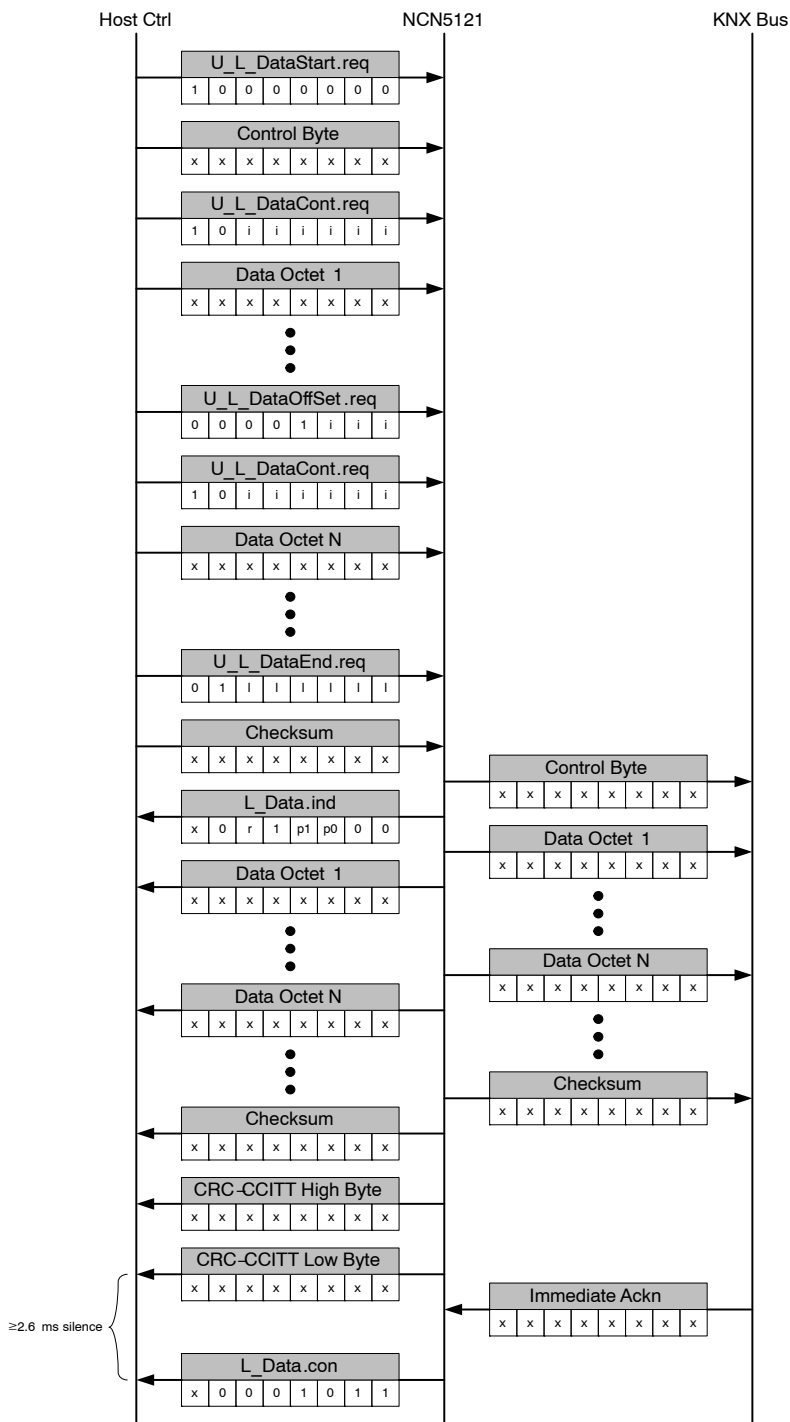 Host Ctrl NCN5121 KNX Bus
U_L_DataStart.req
1 0 0 0 0 0 0 0
Control Byte
x x x x x x x x
U_L_DataCont.req
1 0 i i i i i i
Data Octet 1
x x x x x x x x
U_L_DataOffSet.req
0 0 0 0 1 i i i
U_L_DataCont.req
1 0 i i i i i i
Data Octet N
x x x x x x x x
U_L_DataEnd.req
0 1 l l l l l l
Checksum
x x x x x x x x
Control Byte
x x x x x x x x
L_Data.ind
x 0 r 1 p1 p0 0 0
Data Octet 1
x x x x x x x x
Data Octet 1
x x x x x x x x
Data Octet N
x x x x x x x x
Data Octet N
x x x x x x x x
Checksum
x x x x x x x x
Checksum
x x x x x x x x
CRC-CCITT High Byte
x x x x x x x x
CRC-CCITT Low Byte
x x x x x x x x
Immediate Ackn
x x x x x x x x
≥2.6 ms silence
L_Data.con
x 0 0 0 1 0 1 1